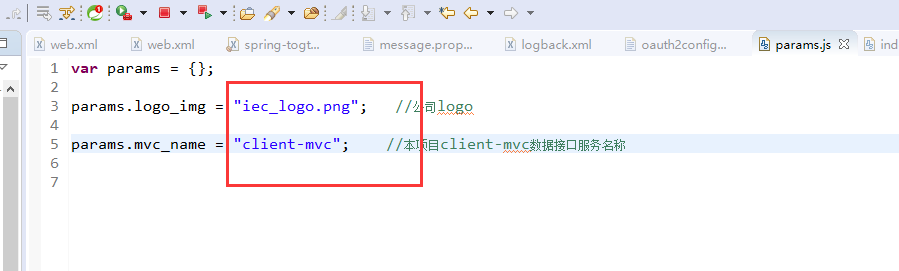 web.xml web.xml spring-togt... message.prop... logback.xml oauth2config... params.js ind
1 var params = {};
2
3 params.logo_img = "iec_logo.png"; //公司logo
4
5 params.mvc_name = "client-mvc"; //本项目client-mvc数据接口服务名称
6
7